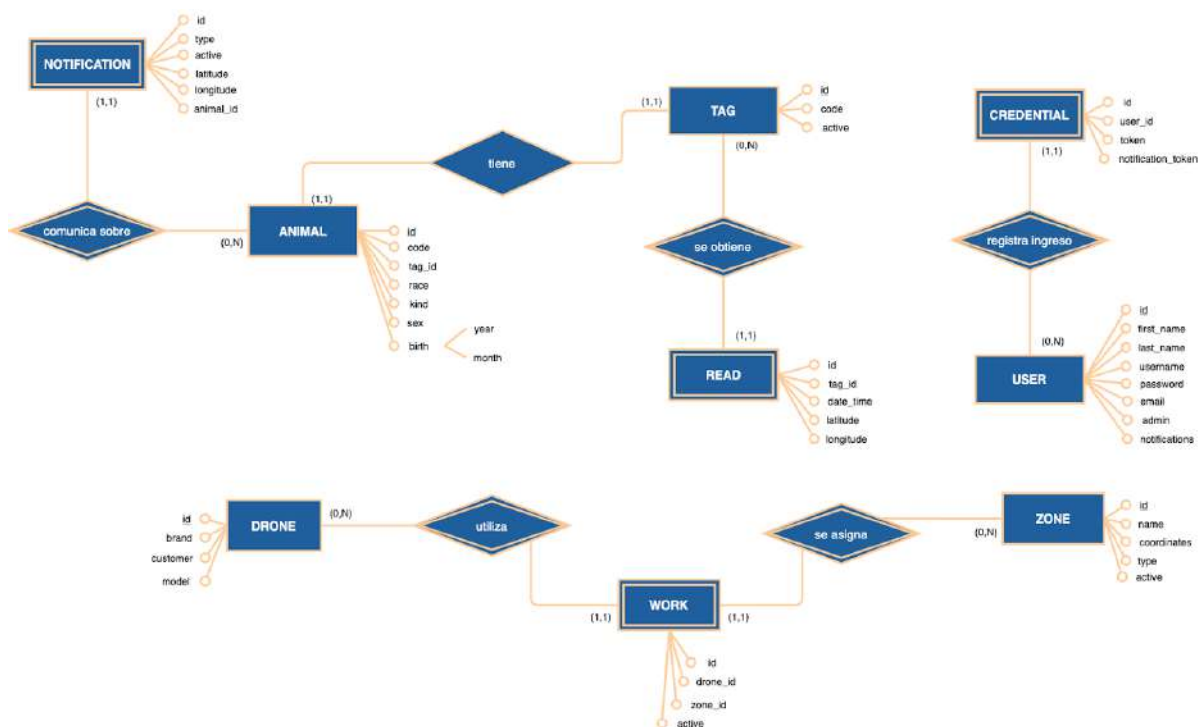 NOTIFICATION
id
type
active
latitude
longitude
animal_id
(1,1)
comunica sobre
(0,N)
ANIMAL
(1,1)
id
code
tag_id
race
kind
sex
birth
year
month
tiene
(1,1)
TAG
id
code
active
(0,N)
se obtiene
(1,1)
READ
id
tag_id
date_time
latitude
longitude
CREDENTIAL
id
user_id
token
notification_token
(1,1)
registra ingreso
(0,N)
USER
id
first_name
last_name
username
password
email
admin
notifications
DRONE
id
brand
customer
model
(0,N)
utiliza
(1,1)
WORK
(1,1)
id
drone_id
zone_id
active
se asigna
(0,N)
ZONE
id
name
coordinates
type
active